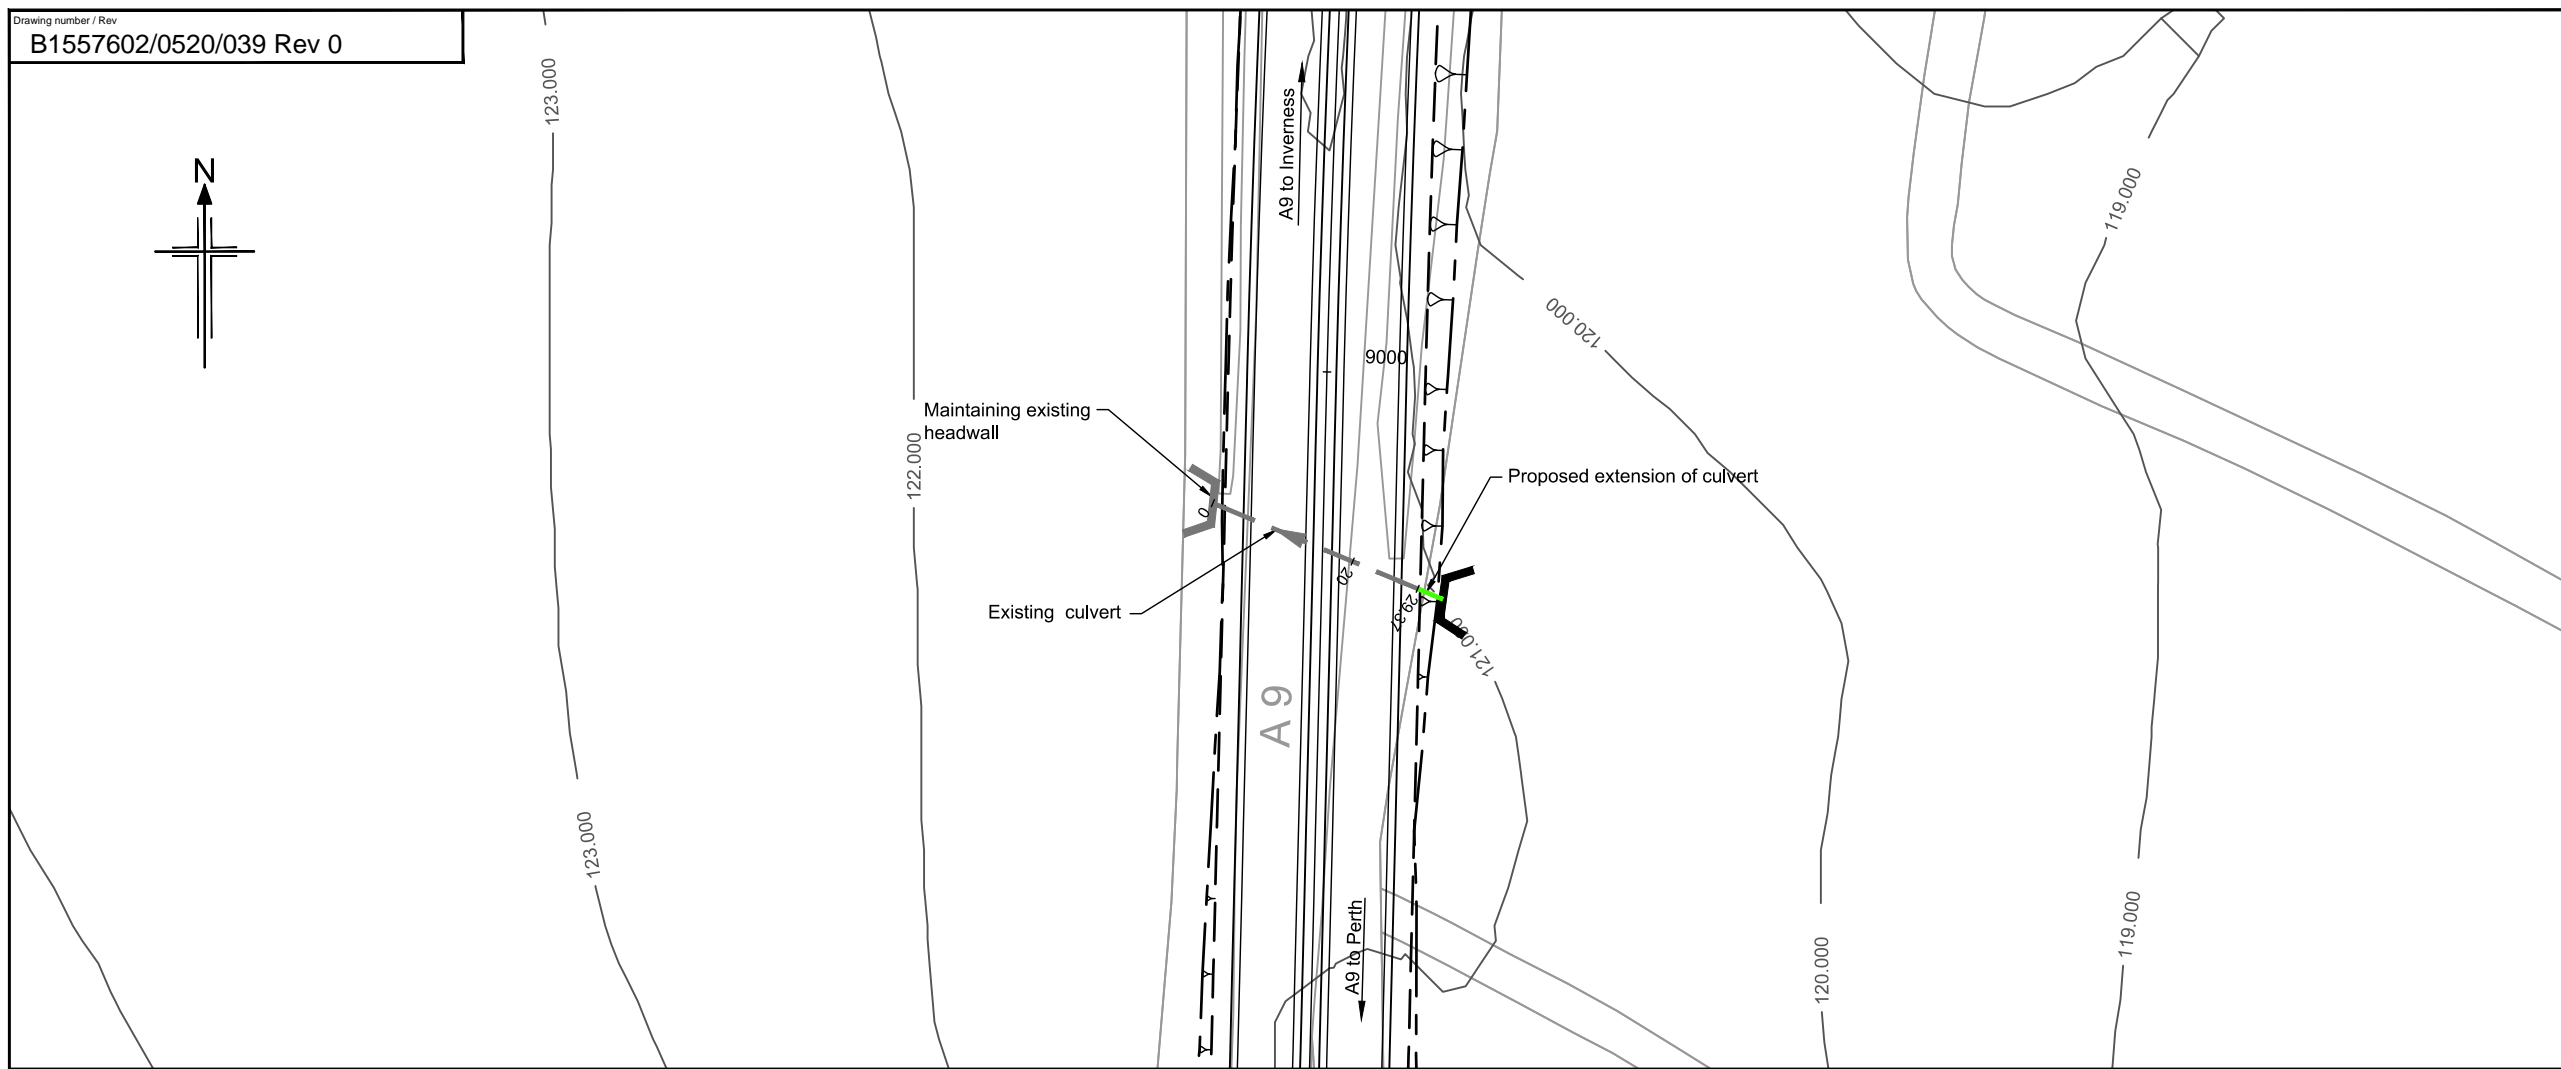 Drawing number / Rev
B1557602/0520/039 Rev 0
123.000
N
A9 to Inverness
119.000
120.000
9000
Maintaining existing
headwall
122.000
Proposed extension of culvert
0
20
29.37
Existing culvert
121.000
A 9
123.000
A9 to Perth
119.000
120.000